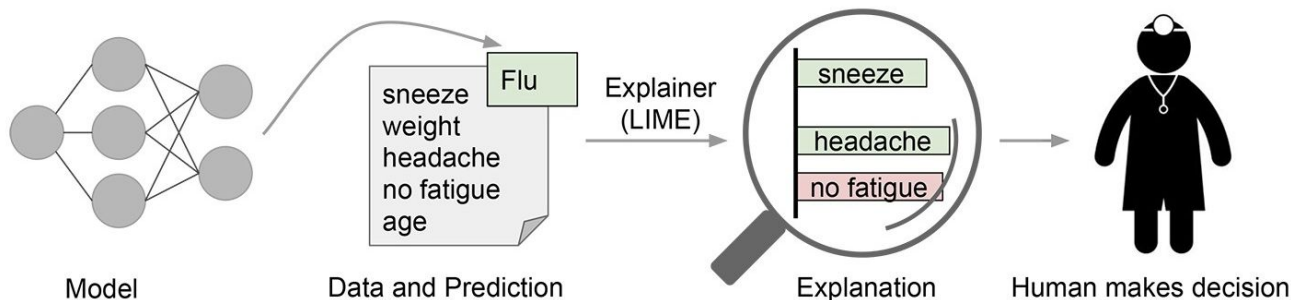 Flu
sneeze
weight
headache
no fatigue
age
Explainer
(LIME)
sneeze
headache
no fatigue
Model
Data and Prediction
Explanation
Human makes decision